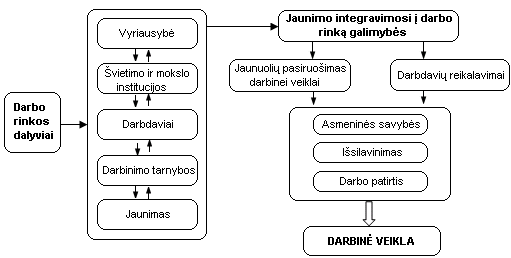 Darbo
rinkos
dalyviai
Vyriausybė
Švietimo ir mokslo
institucijos
Darbdaviai
Darbinimo tarnybos
Jaunimas
Jaunimo integravimosi į darbo
rinką galimybės
Jaunuolių pasiruošimas
darbinei veiklai
Darbdavių reikalavimai
Asmeninės savybės
Išsilavinimas
Darbo patirtis
DARBINĖ VEIKLA